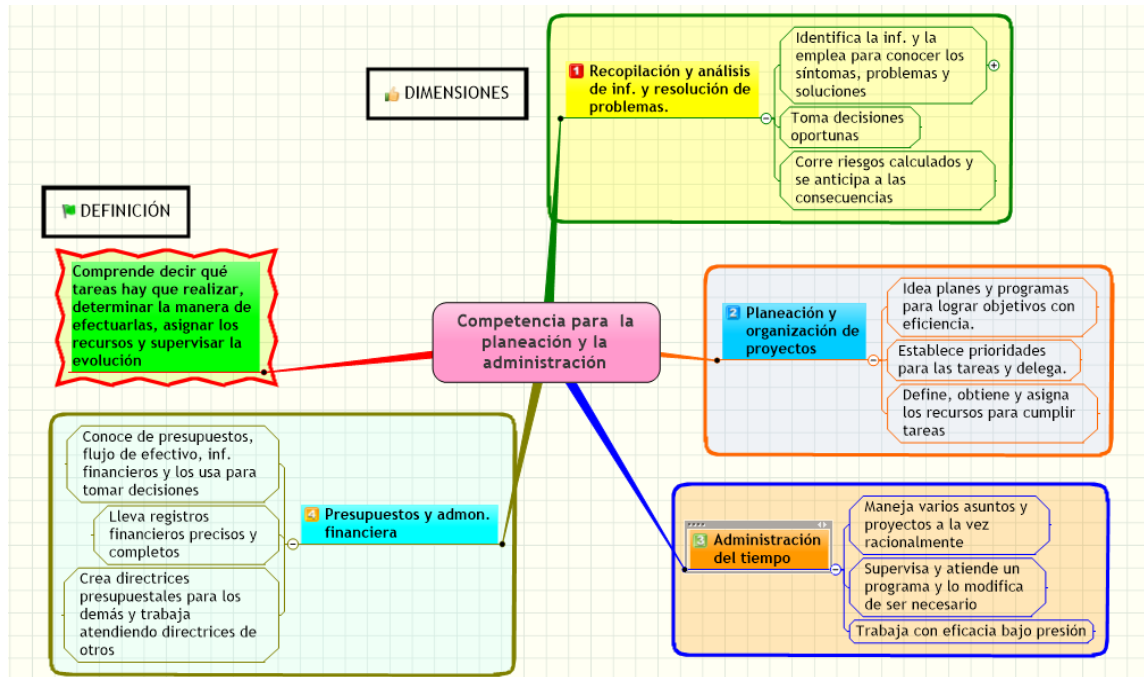 DIMENSIONES
1 Recopilación y análisis
de inf. y resolución de
problemas.
Identifica la inf. y la
emplea para conocer los
síntomas, problemas y
soluciones
Toma decisiones
oportunas
Corre riesgos calculados y
se anticipa a las
consecuencias
DEFINICIÓN
Comprende decir qué
tareas hay que realizar,
determinar la manera de
efectuarlas, asignar los
recursos y supervisar la
evolución
Competencia para la
planeación y la
administración
2 Planeación y
organización de
proyectos
Idea planes y programas
para lograr objetivos con
eficiencia.
Establece prioridades
para las tareas y delega.
Define, obtiene y asigna
los recursos para cumplir
tareas
3 Administración
del tiempo
Maneja varios asuntos y
proyectos a la vez
racionalmente
Supervisa y atiende un
programa y lo modifica
de ser necesario
Trabaja con eficacia bajo presión
4 Presupuestos y admon.
financiera
Conoce de presupuestos,
flujo de efectivo, inf.
financieros y los usa para
tomar decisiones
Lleva registros
financieros precisos y
completos
Crea directrices
presupuestales para los
demás y trabaja
atendiendo directrices de
otros